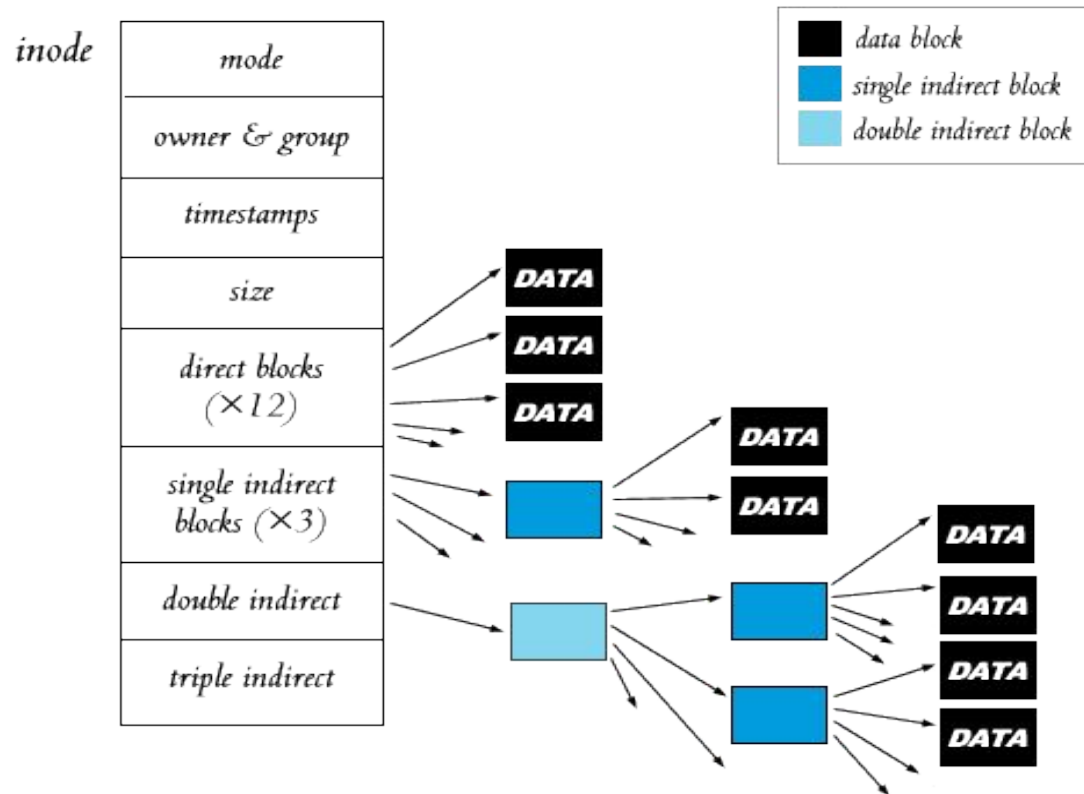 inode
mode
owner & group
timestamps
size
direct blocks
(×12)
single indirect
blocks (×3)
double indirect
triple indirect
data block
single indirect block
double indirect block
DATA
DATA
DATA
DATA
DATA
DATA
DATA
DATA
DATA